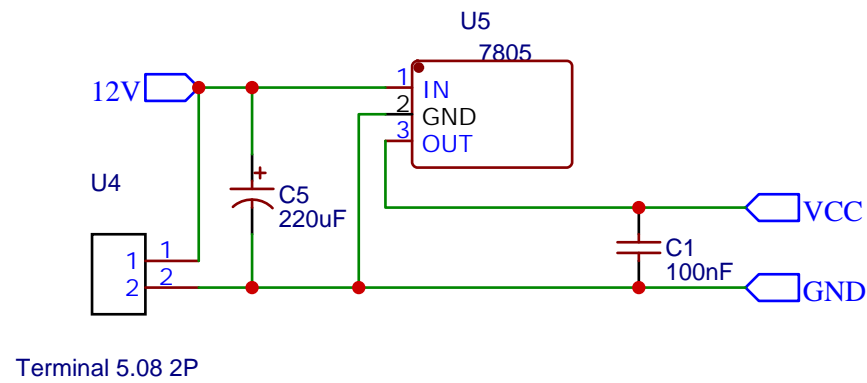 U5
7805
12V
1
IN
2
GND
3
OUT
U4
+
C5
220uF
VCC
C1
100nF
1
1
2
2
GND
Terminal 5.08 2P